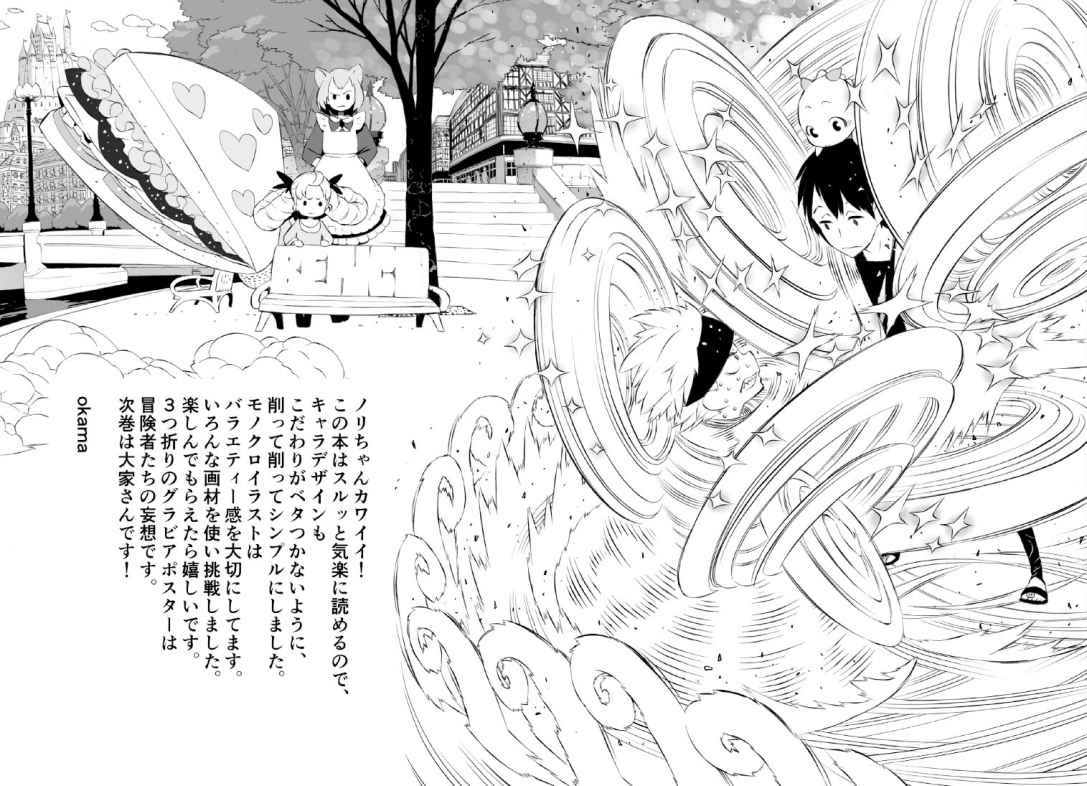 ノリちゃんカワイイ！
この本はスルッと気楽に読めるので、
キャラデザインも
こだわりがベタつかないように、
削って削ってシンプルにしました。
モノクロイラストは
バラエティー感を大切にしてます。
いろんな画材を使い挑戦しました。
楽しんでもらえたら嬉しいです。
３つ折りのグラビアポスターは
冒険者たちの妄想です。
次巻は大家さんです！
okama